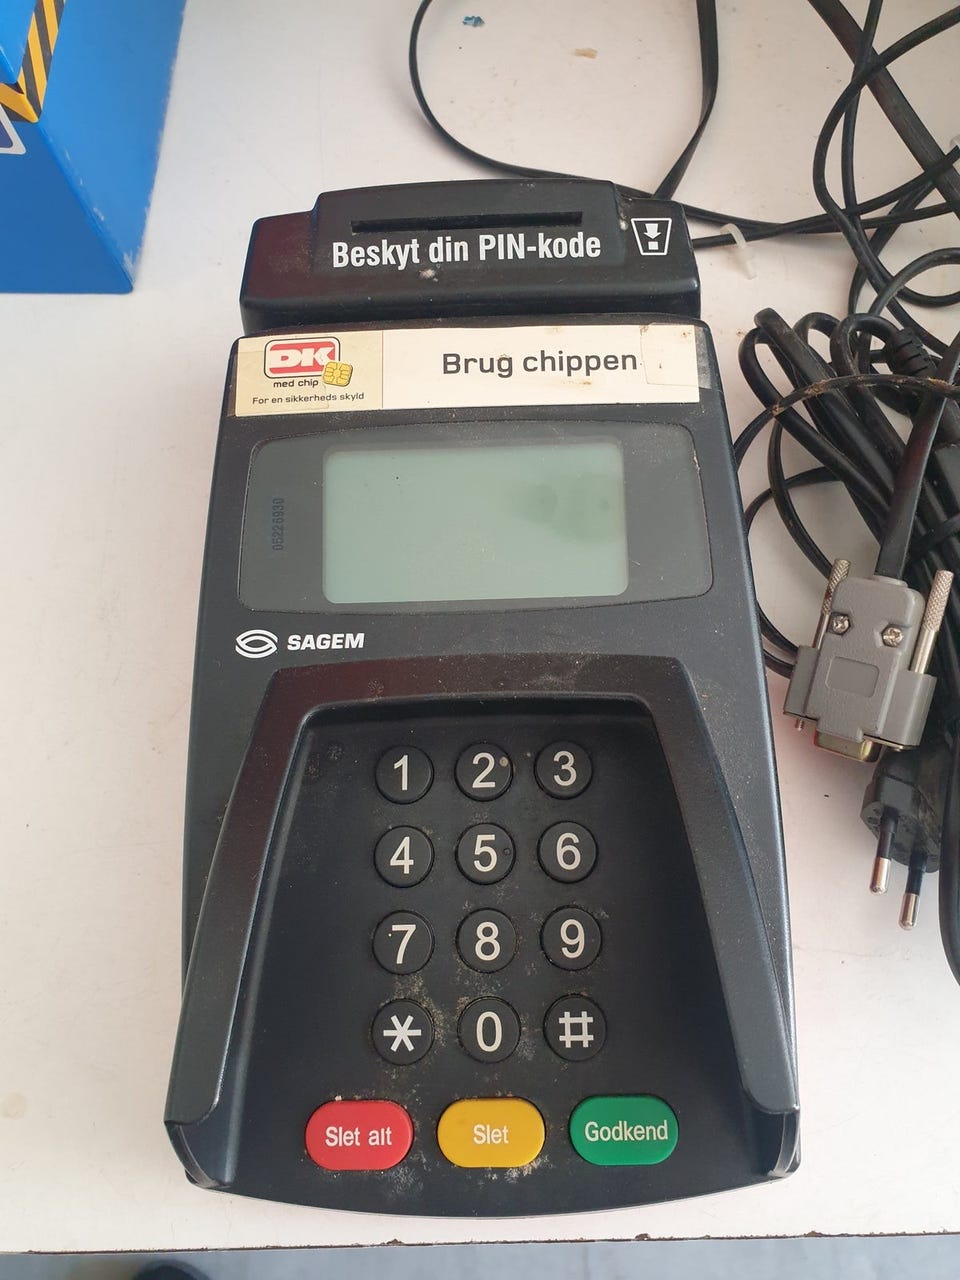 Beskyt din PIN-kode
DK
med chip
For en sikkerheds skyld
Brug chippen
05226930
SAGEM
1 2 3
4 5 6
7 8 9
* 0 #
Slet alt Slet Godkend